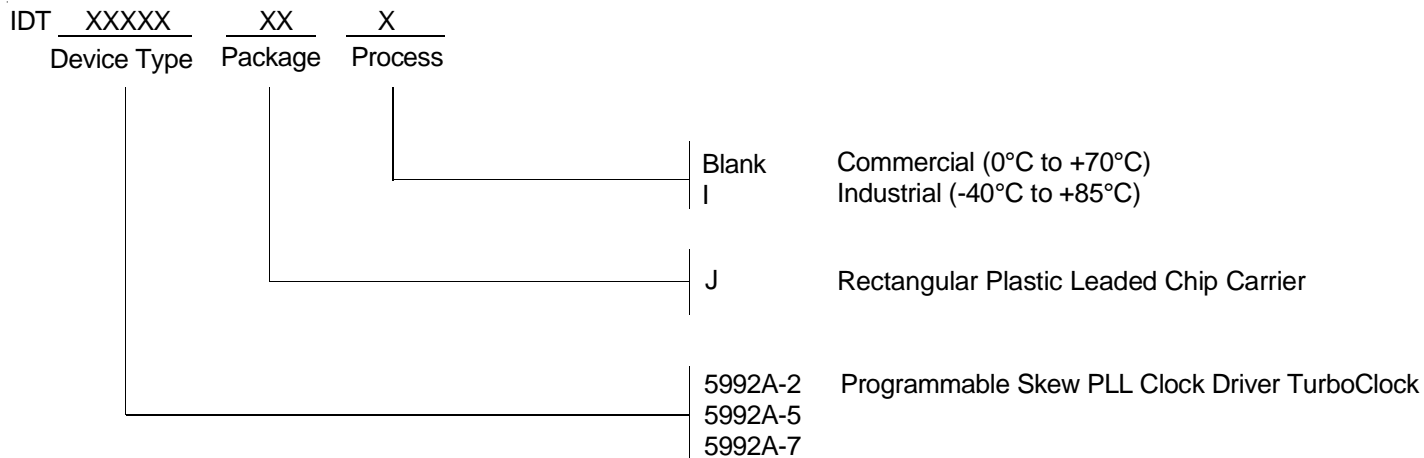 IDT XXXXX XX X
Device Type Package Process
Blank Commercial (0°C to +70°C)
I Industrial (-40°C to +85°C)
J Rectangular Plastic Leaded Chip Carrier
5992A-2 Programmable Skew PLL Clock Driver TurboClock
5992A-5
5992A-7